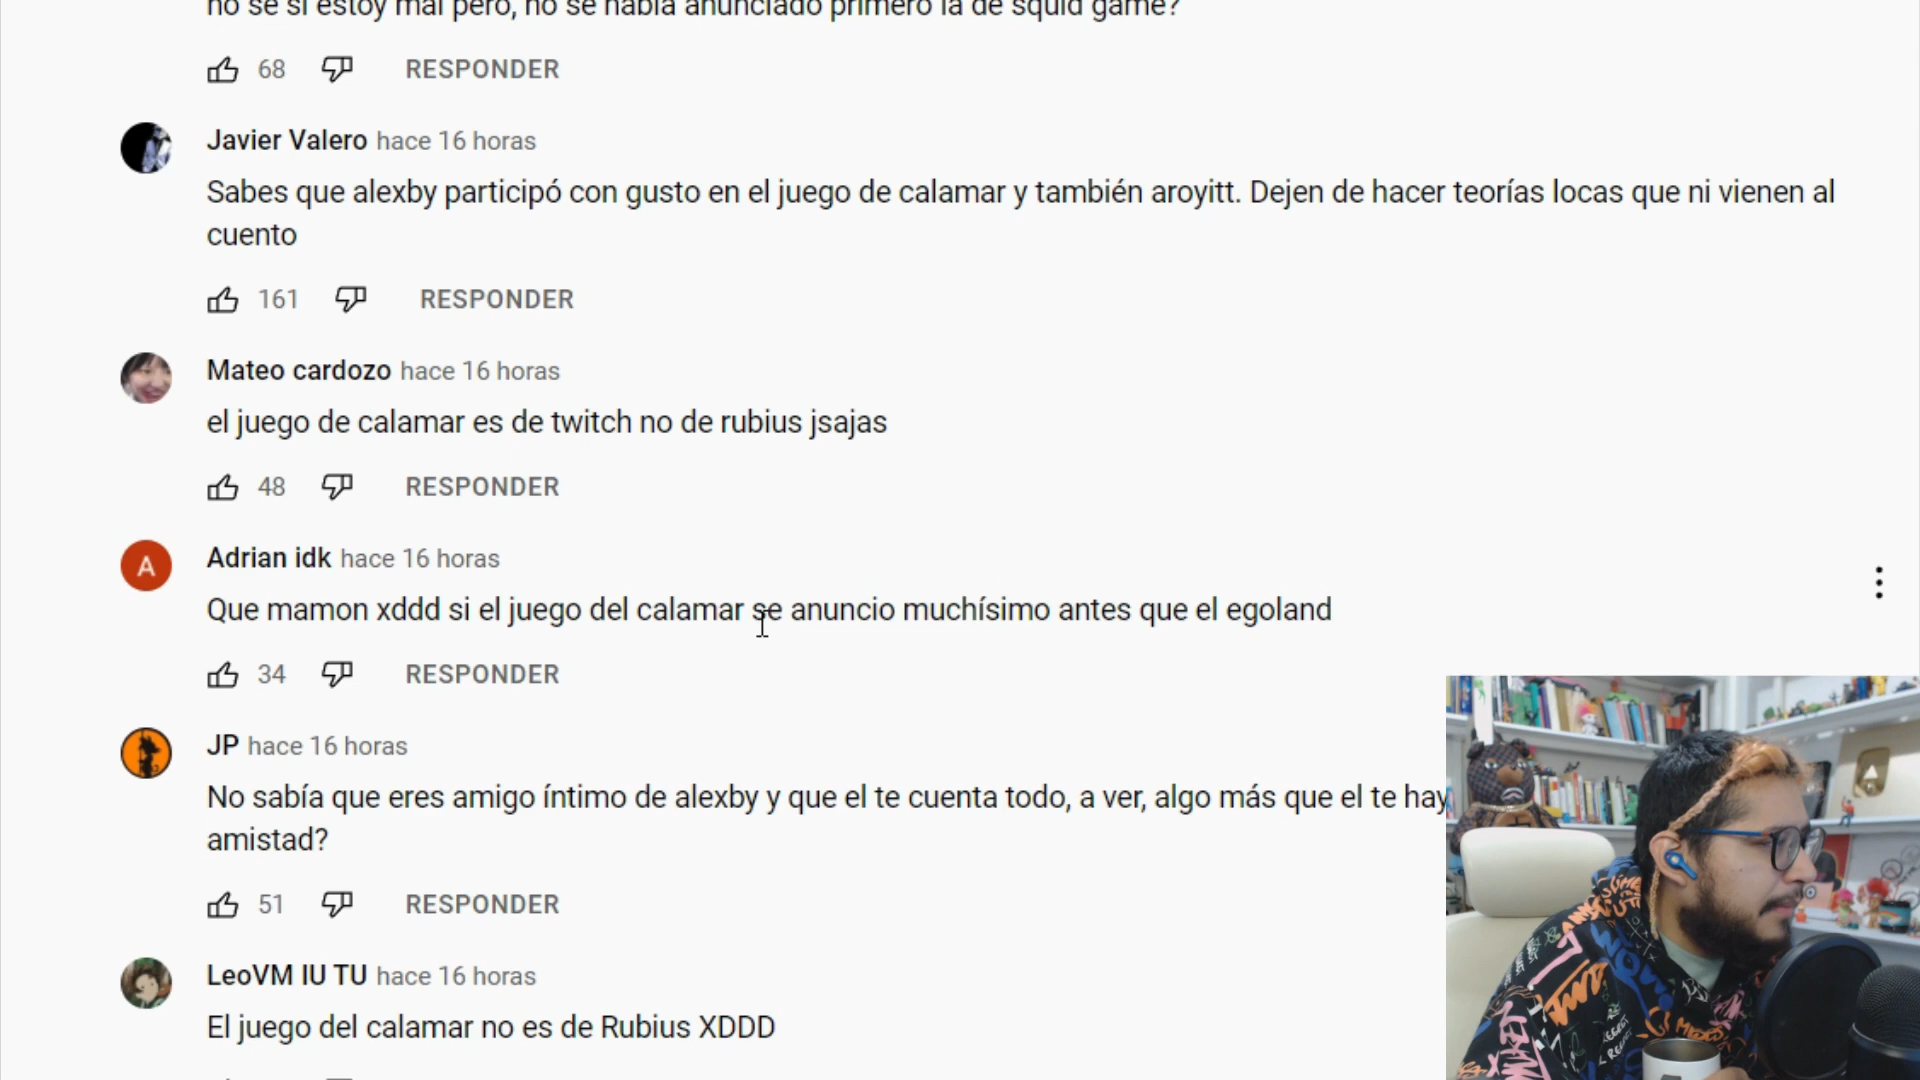 no se si estoy mal pero, no se había anunciado primero la de squid game?
68 RESPONDER
Javier Valero hace 16 horas
Sabes que alexby participó con gusto en el juego de calamar y también aroyitt. Dejen de hacer teorías locas que ni vienen al
cuento
161 RESPONDER
Mateo cardozo hace 16 horas
el juego de calamar es de twitch no de rubius jsajas
48 RESPONDER
A
Adrian idk hace 16 horas
Que mamon xddd si el juego del calamar se anuncio muchísimo antes que el egoland
34 RESPONDER
JP hace 16 horas
No sabía que eres amigo íntimo de alexby y que el te cuenta todo, a ver, algo más que el te hay
amistad?
51 RESPONDER
LeoVM IU TU hace 16 horas
El juego del calamar no es de Rubius XDDD